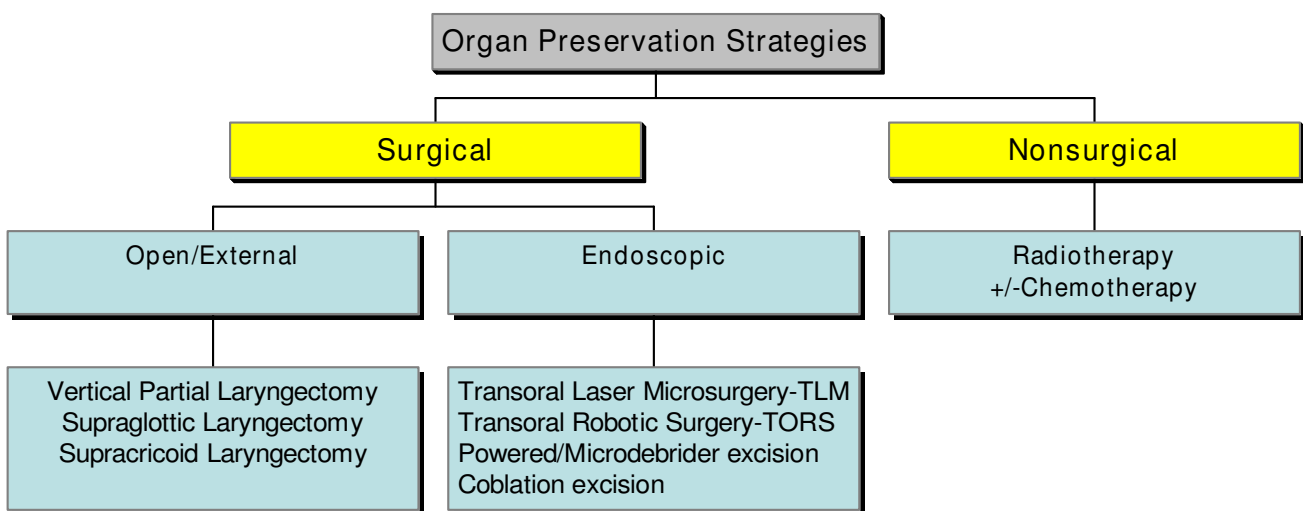 Organ Preservation Strategies
Surgical
Nonsurgical
Open/External
Endoscopic
Radiotherapy
+/-Chemotherapy
Vertical Partial Laryngectomy
Supraglottic Laryngectomy
Supracricoid Laryngectomy
Transoral Laser Microsurgery-TLM
Transoral Robotic Surgery-TORS
Powered/Microdebrider excision
Coblation excision